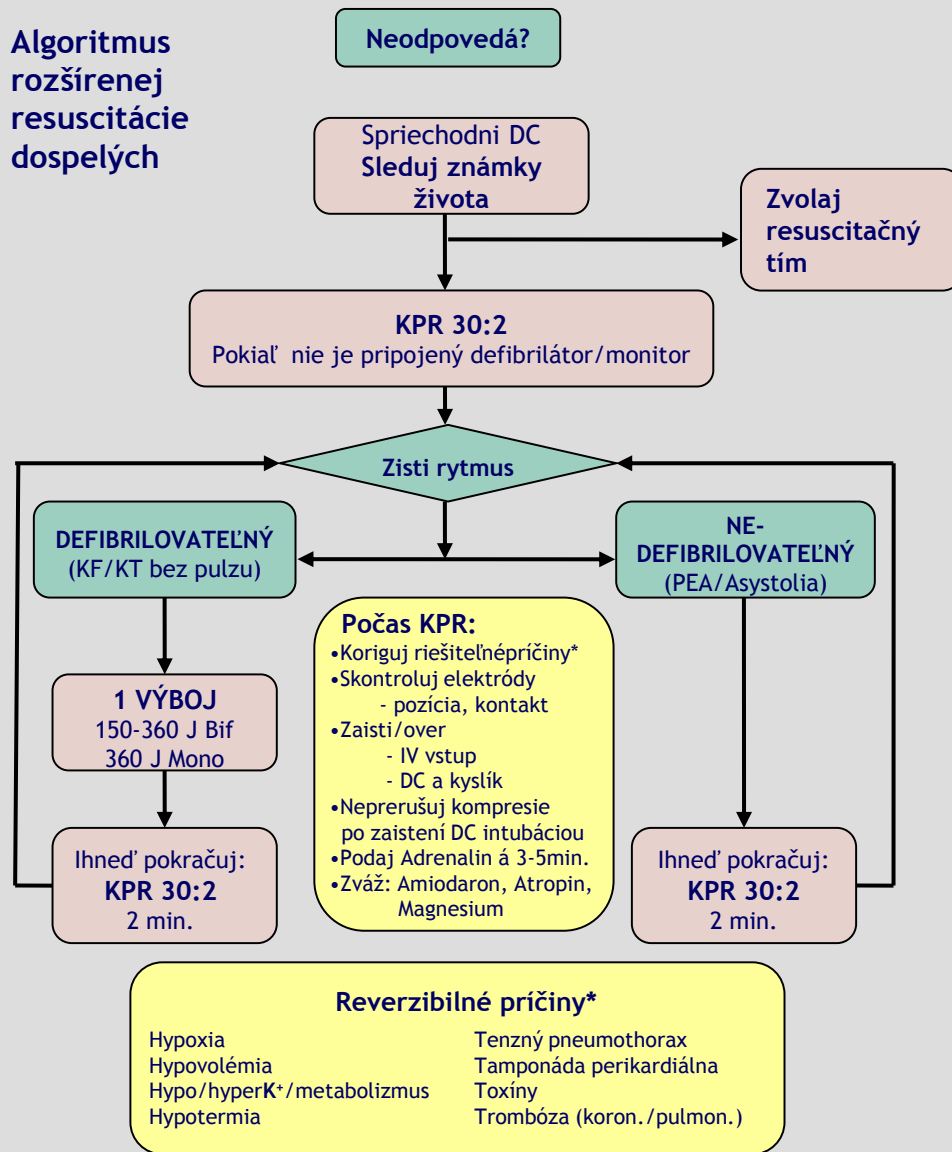 Algoritmus
rozšírenej
resuscitácie
dospelých
Neodpovedá?
Spriechodni DC
Sleduj známky
života
Zvolaj
resuscitačný
tím
KPR 30:2
Pokiaľ nie je pripojený defibrilátor/monitor
Zisti rytmus
DEFIBRILOVATEĽNÝ
(KF/KT bez pulzu)
NE-
DEFIBRILOVATEĽNÝ
(PEA/Asystolia)
1 VÝBOJ
150-360 J Bif
360 J Mono
Ihneď pokračuj:
KPR 30:2
2 min.
Počas KPR:
•Koriguj riešiteľnépríčiny*
•Skontroluj elektródy
- pozícia, kontakt
•Zaisti/over
- IV vstup
- DC a kyslík
•Neprerušuj kompresie
po zaistení DC intubáciou
•Podaj Adrenalin á 3-5min.
•Zváž: Amiodaron, Atropin,
Magnesium
Ihneď pokračuj:
KPR 30:2
2 min.
Reverzibilné príčiny*
Hypoxia
Hypovolémia
Hypo/hyperK⁺/metabolizmus
Hypotermia
Tenzný pneumothorax
Tamponáda perikardiálna
Toxíny
Trombóza (koron./pulmon.)